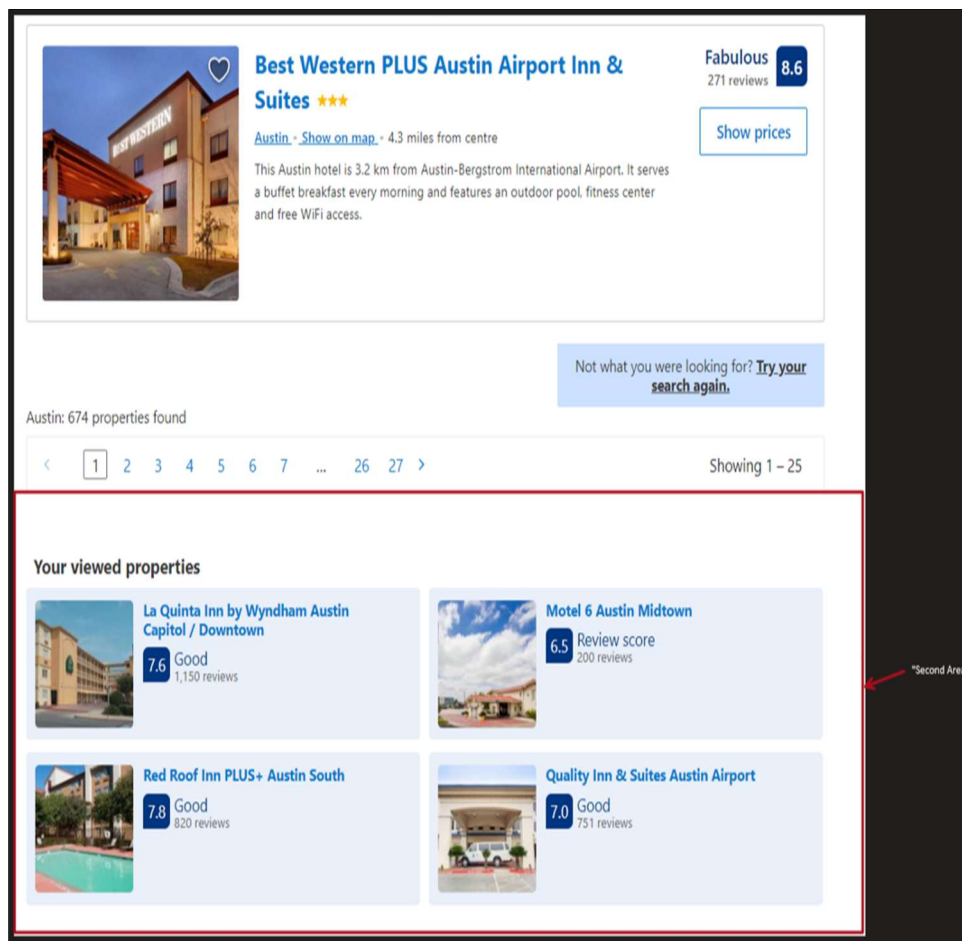 BEST WESTERN
Best Western PLUS Austin Airport Inn &
Suites
Fabulous
271 reviews
8.6
Austin - Show on map - 4.3 miles from centre
Show prices
This Austin hotel is 3.2 km from Austin-Bergstrom International Airport. It serves
a buffet breakfast every morning and features an outdoor pool, fitness center
and free WiFi access.
Not what you were looking for? Try your
search again.
Austin: 674 properties found
< 1 2 3 4 5 6 7 ... 26 27 >
Showing 1 – 25
Your viewed properties
La Quinta Inn by Wyndham Austin
Capitol / Downtown
7.6 Good
1,150 reviews
Motel 6 Austin Midtown
6.5 Review score
200 reviews
"Second Area
Red Roof Inn PLUS+ Austin South
7.8 Good
820 reviews
Quality Inn & Suites Austin Airport
7.0 Good
751 reviews